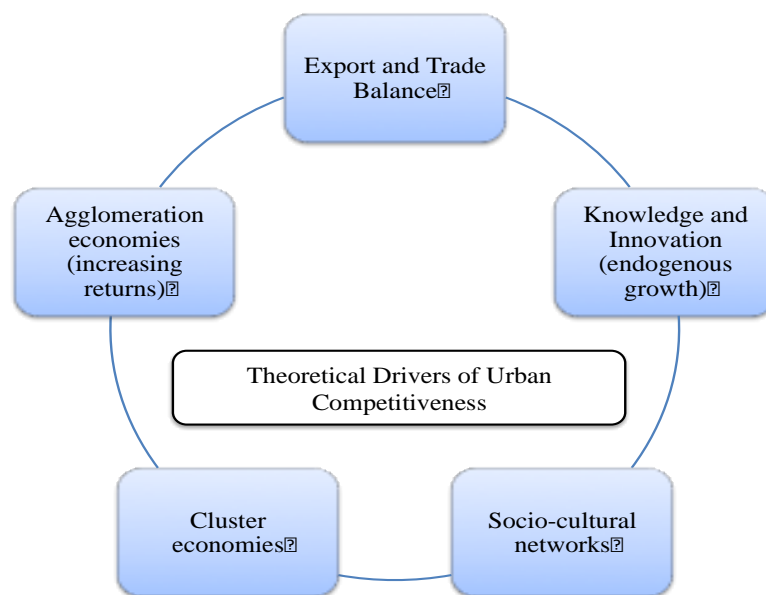 Export and Trade
Balance⍰
Agglomeration
economies
(increasing
returns)⍰
Knowledge and
Innovation
(endogenous
growth)⍰
Theoretical Drivers of Urban
Competitiveness
Cluster
economies⍰
Socio-cultural
networks⍰